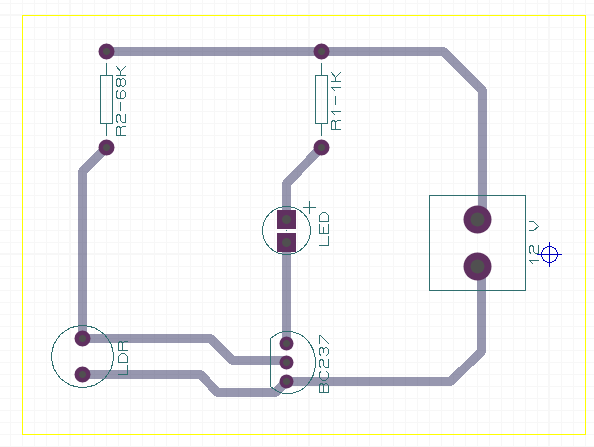 R2-68K
R1-1K
LED
12 V
LDR
BC237